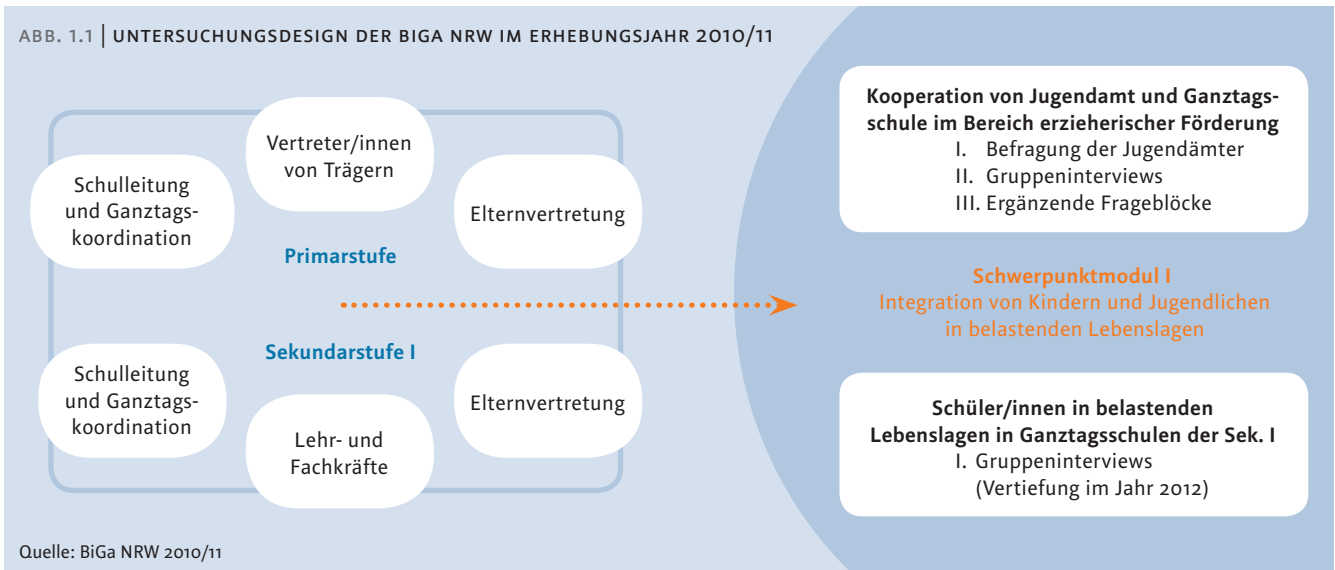 ABB. 1.1 | UNTERSUCHUNGSDESIGN DER BIGA NRW IM ERHEBUNGSJAHR 2010/11
Schulleitung
und Ganztags-
koordination
Vertreter/innen
von Trägern
Elternvertretung
Primarstufe
Sekundarstufe I
Schulleitung
und Ganztags-
koordination
Lehr- und
Fachkräfte
Elternvertretung
Kooperation von Jugendamt und Ganztags-
schule im Bereich erzieherischer Förderung
I. Befragung der Jugendämter
II. Gruppeninterviews
III. Ergänzende Frageblöcke
Schwerpunktmodul I
Integration von Kindern und Jugendlichen
in belastenden Lebenslagen
Schüler/innen in belastenden
Lebenslagen in Ganztagsschulen der Sek. I
I. Gruppeninterviews
(Vertiefung im Jahr 2012)
Quelle: BiGa NRW 2010/11